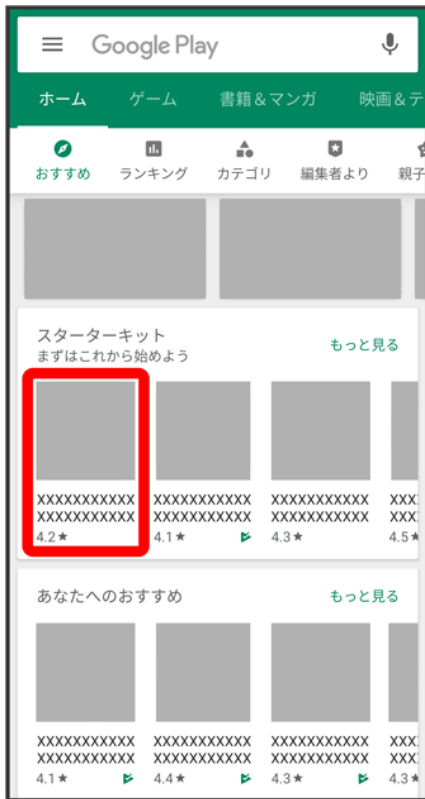 Google Play
ホーム ゲーム 書籍&マンガ 映画&テ
おすすめ ランキング カテゴリ 編集者より 親子
スターターキット
まずはこれから始めよう
もっと見る
XXXXXXXXXXX XXXXXXXXXXX XXXXXXXXXXX XXX
XXXXXXXXXXX XXXXXXXXXXX XXXXXXXXXXX XXX
4.2★ 4.1★ 4.3★ 4.5★
あなたへのおすすめ もっと見る
XXXXXXXXXXX XXXXXXXXXXX XXXXXXXXXXX XXX
XXXXXXXXXXX XXXXXXXXXXX XXXXXXXXXXX XXX
4.1★ 4.4★ 4.3★ 4.3★